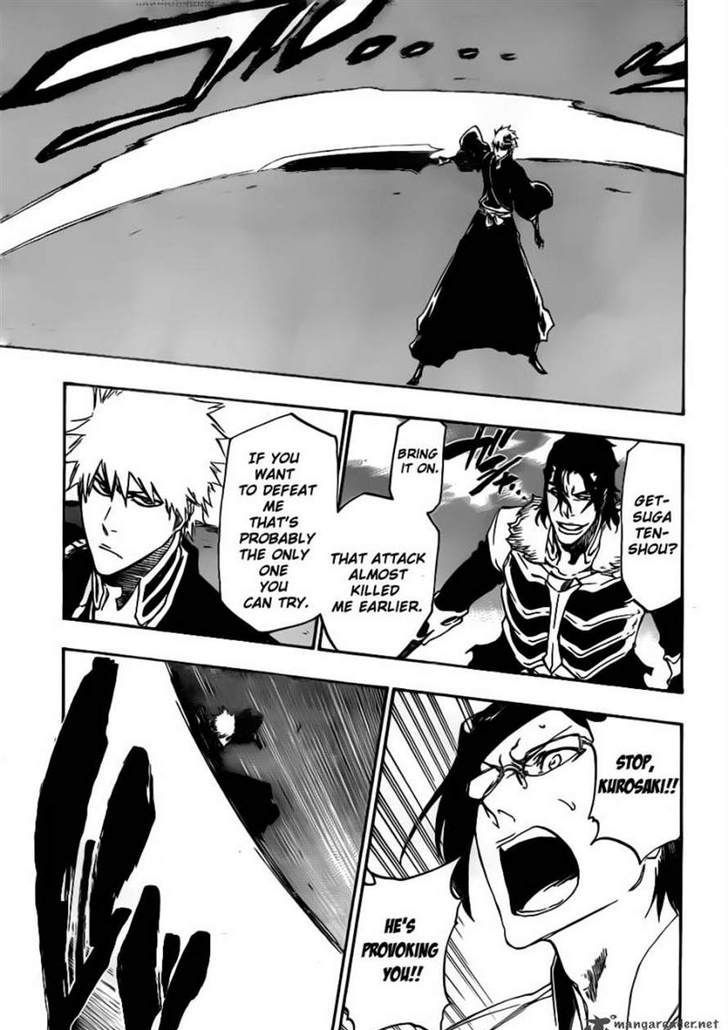 GET-
SUGA
TEN-
SHOU?
BRING
IT ON.
THAT ATTACK
ALMOST
KILLED
ME EARLIER.
IF YOU
WANT
TO DEFEAT
ME
THAT'S
PROBABLY
THE ONLY
ONE
YOU
CAN TRY.
STOP,
KUROSAKI!!
HE'S
PROVOKING
YOU!!
mangareader.net